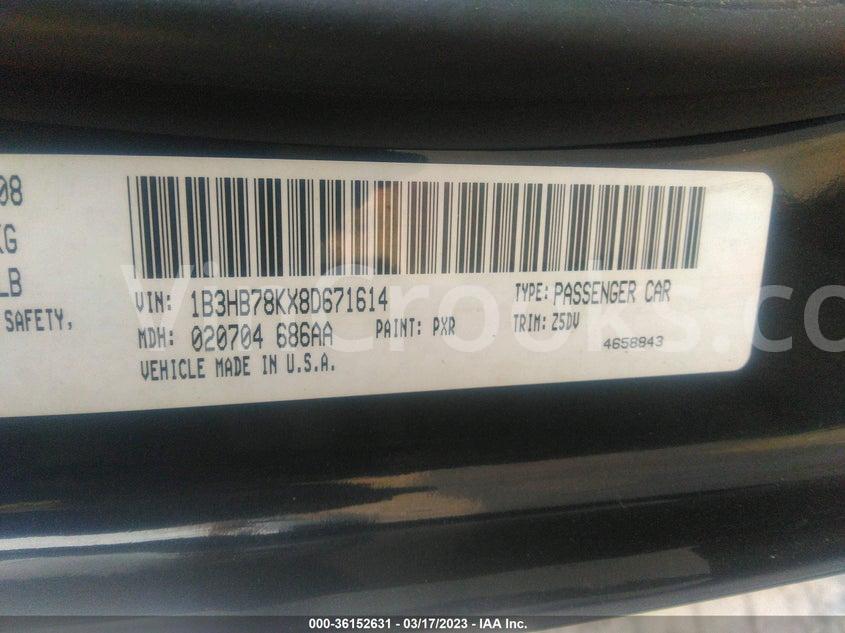 08
KG
LB
SAFETY,
VIN: 1B3HB78KX8D671614
TYPE: PASSENGER CAR
MDH: 020704 686AA
PAINT: PXR
TRIM: Z5DV
VEHICLE MADE IN U.S.A.
4658843
000-36152631 - 03/17/2023 - IAA Inc.